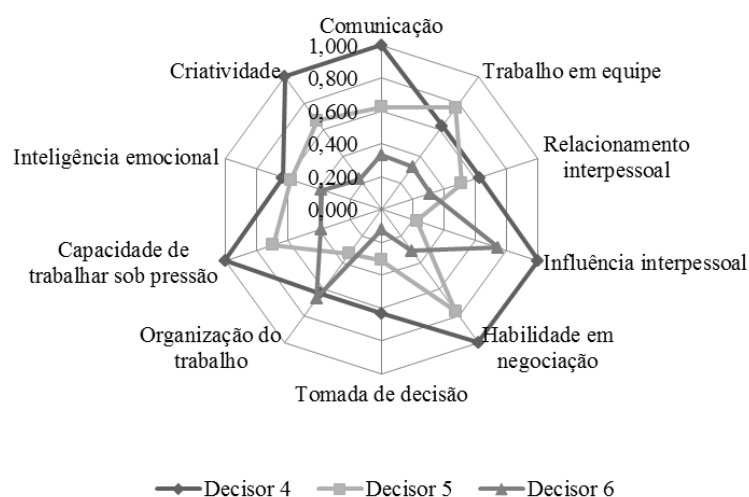 Comunicação
1,000
0,800
0,600
0,400
0,200
0,000
Trabalho em equipe
Relacionamento
interpessoal
Influência interpessoal
Habilidade em
negociação
Tomada de decisão
Organização do
trabalho
Capacidade de
trabalhar sob pressão
Inteligência emocional
Criatividade
Decisor 4
Decisor 5
Decisor 6